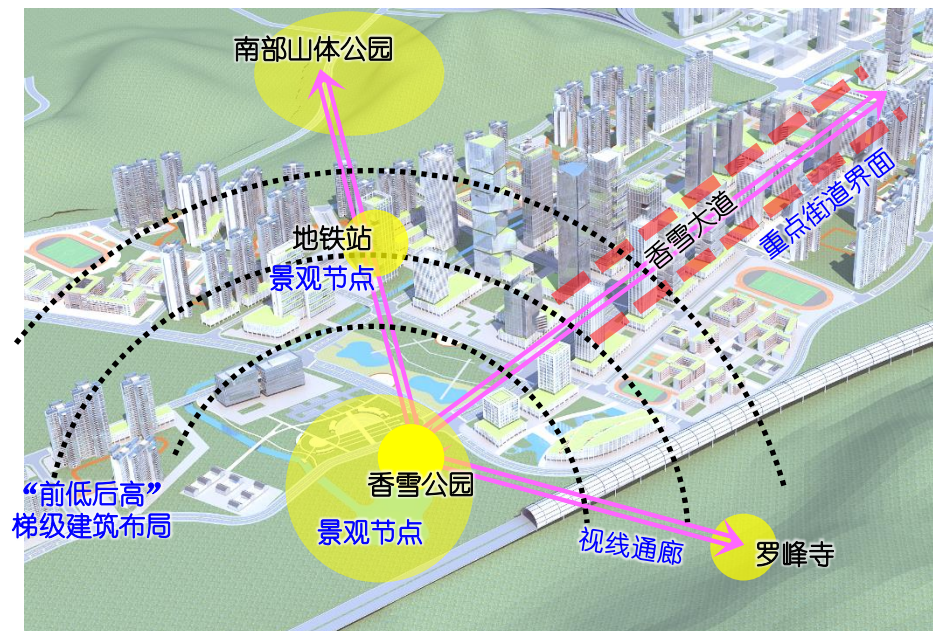 南部山体公园
地铁站
景观节点
香雪大道
重点街道界面
香雪公园
景观节点
“前低后高”
梯级建筑布局
视线通廊
罗峰寺